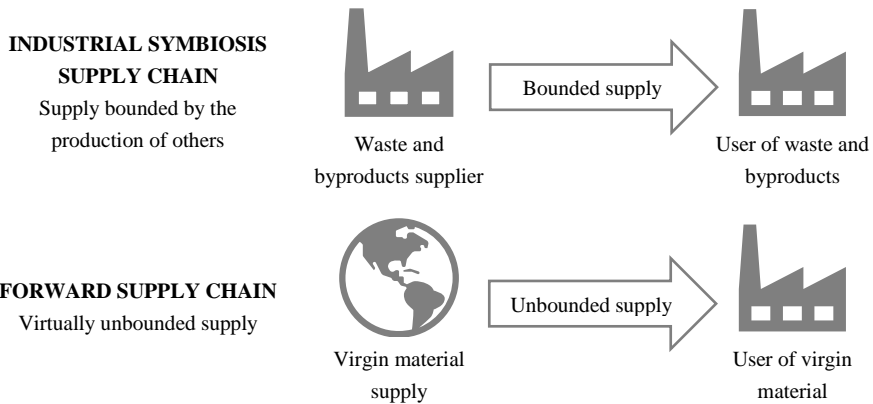 INDUSTRIAL SYMBIOSIS
SUPPLY CHAIN
Supply bounded by the
production of others
Waste and
byproducts supplier
Bounded supply
User of waste and
byproducts
FORWARD SUPPLY CHAIN
Virtually unbounded supply
Virgin material
supply
Unbounded supply
User of virgin
material